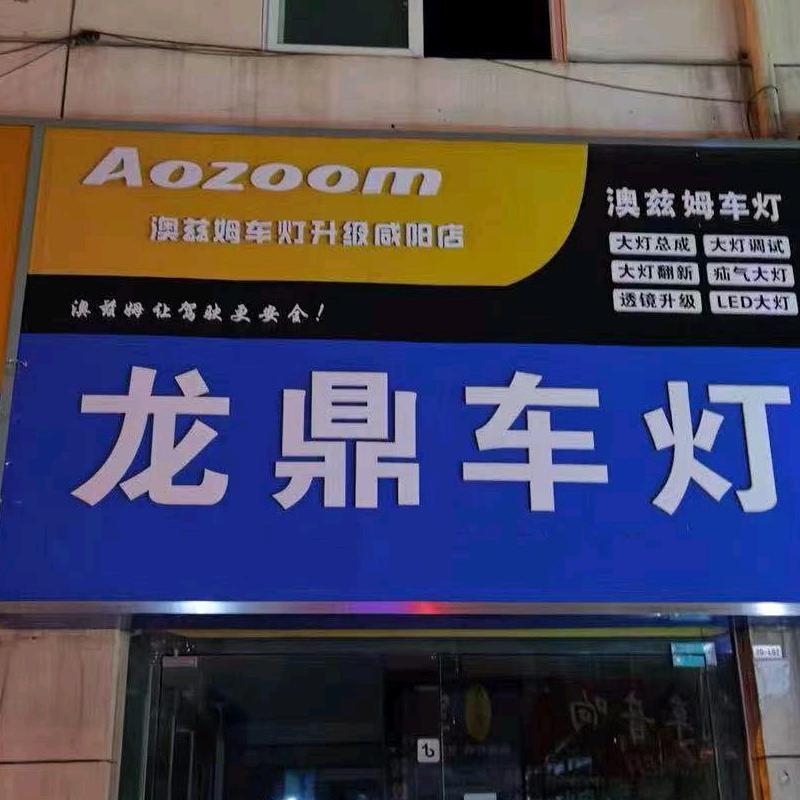 Aozoom
澳兹姆车灯升级咸阳店
澳兹姆让驾驶更安全！
澳兹姆车灯
大灯总成 大灯调试
大灯翻新 疝气大灯
透镜升级 LED大灯
龙鼎车灯
音响